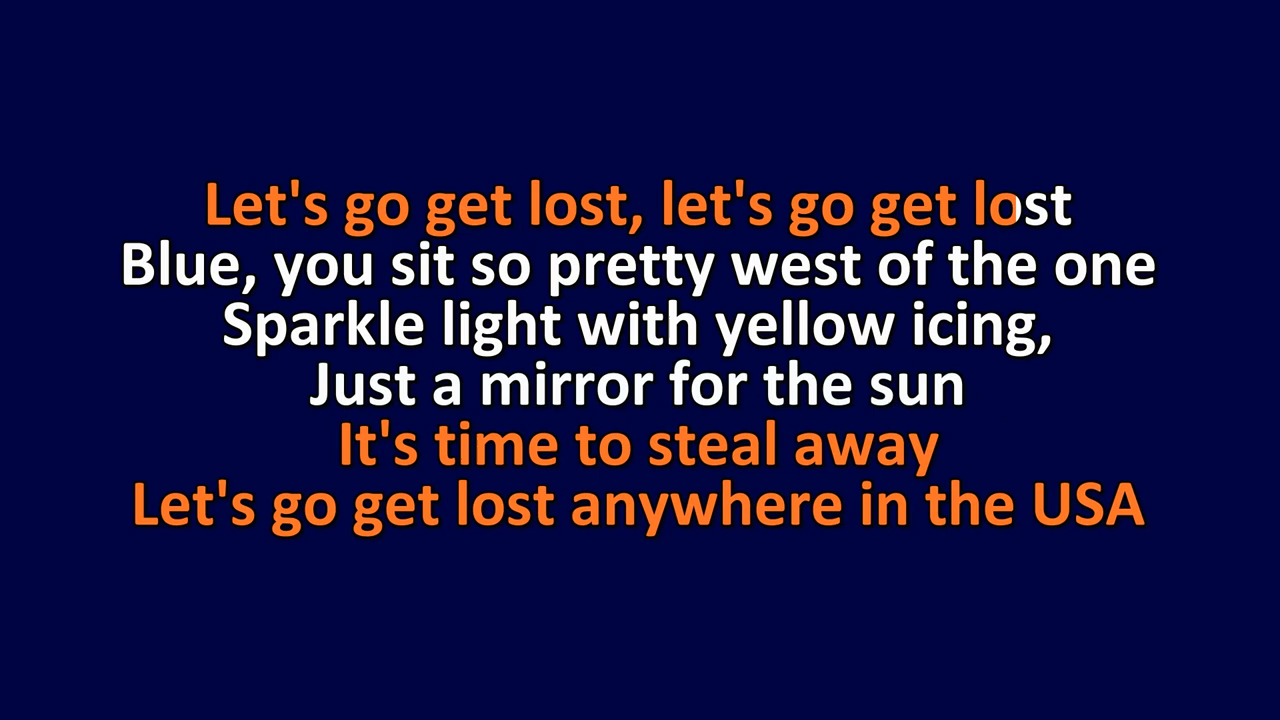 Let's go get lost, let's go get lost
Blue, you sit so pretty west of the one
Sparkle light with yellow icing,
Just a mirror for the sun
It's time to steal away
Let's go get lost anywhere in the USA